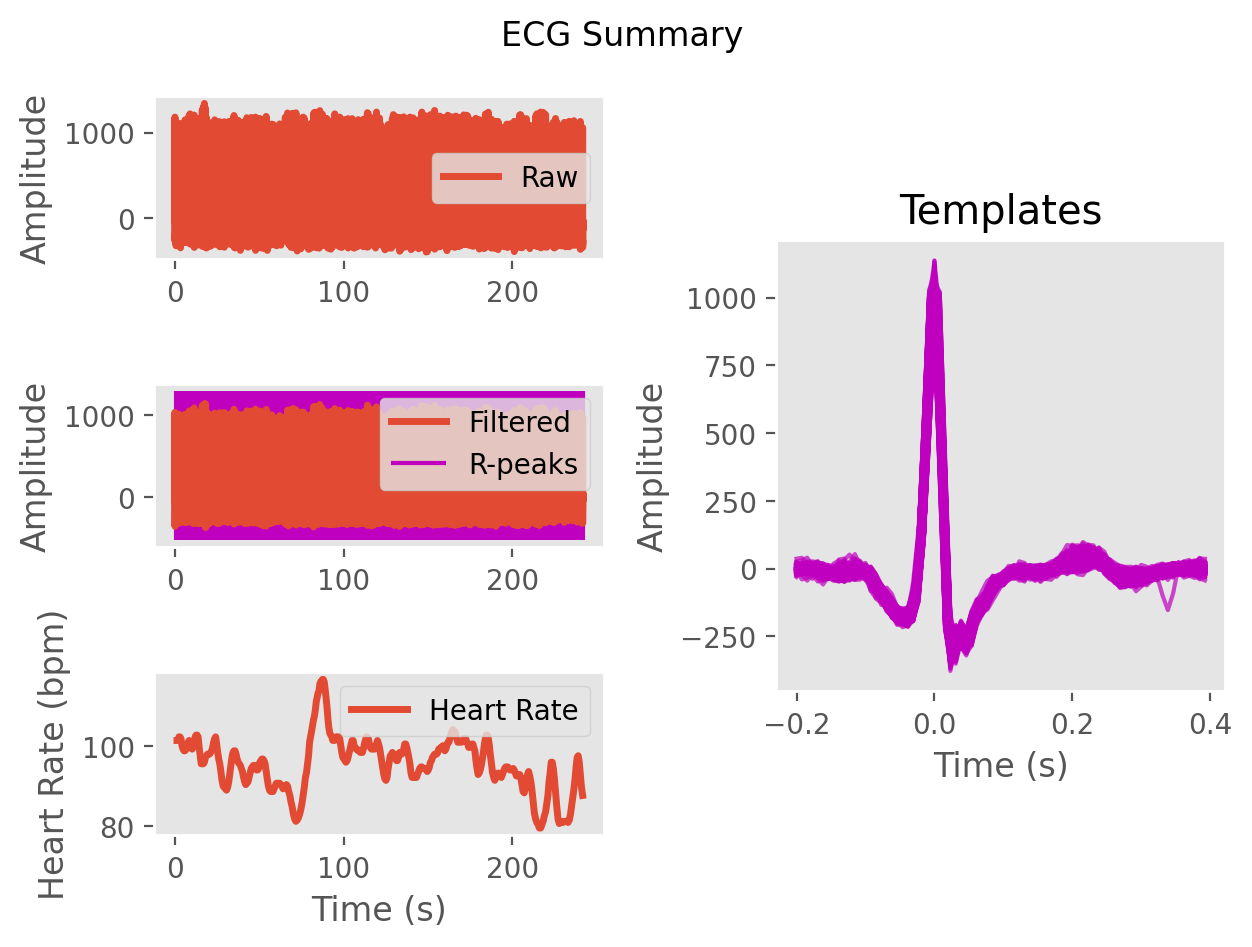 ECG Summary
Amplitude
1000
0
Raw
0 100 200
Amplitude
1000
0
Filtered
R-peaks
0 100 200
Heart Rate (bpm)
100
80
Heart Rate
0 100 200
Time (s)
Templates
Amplitude
1000
750
500
250
0
−250
−0.2 0.0 0.2 0.4
Time (s)